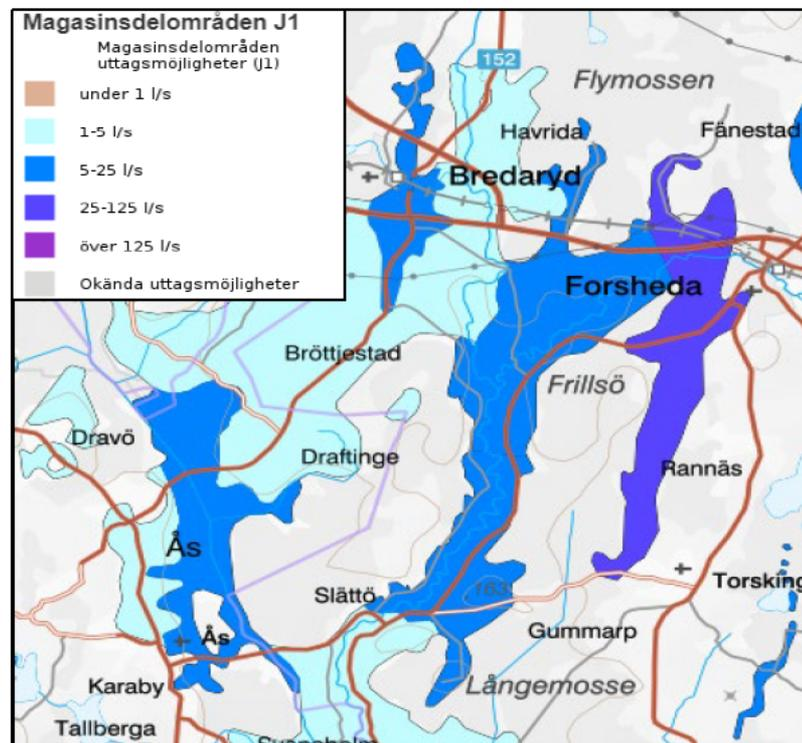 Magasinsdelområden J1
Magasinsdelområden
uttagsmöjligheter (J1)
under 1 l/s
1-5 l/s
5-25 l/s
25-125 l/s
över 125 l/s
Okända uttagsmöjligheter
152
Flymossen
Havrida
Fänestad
Bredaryd
Forsheda
Bröttjestad
Frillsö
Dravö
Draftinge
Rannäs
Ås
Slättö
163
Torsking
Ås
Gummarp
Karaby
Långemosse
Tallberga